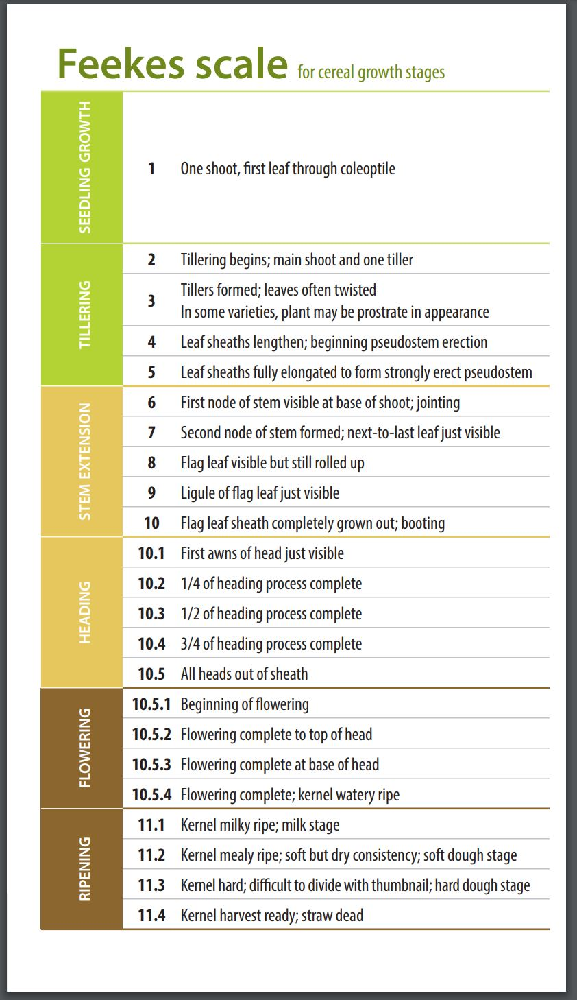 Feekes scale for cereal growth stages
SEEDLING GROWTH
1 One shoot, first leaf through coleoptile
TILLERING
2 Tillering begins; main shoot and one tiller
3 Tillers formed; leaves often twisted
In some varieties, plant may be prostrate in appearance
4 Leaf sheaths lengthen; beginning pseudostem erection
5 Leaf sheaths fully elongated to form strongly erect pseudostem
STEM EXTENSION
6 First node of stem visible at base of shoot; jointing
7 Second node of stem formed; next-to-last leaf just visible
8 Flag leaf visible but still rolled up
9 Ligule of flag leaf just visible
10 Flag leaf sheath completely grown out; booting
HEADING
10.1 First awns of head just visible
10.2 1/4 of heading process complete
10.3 1/2 of heading process complete
10.4 3/4 of heading process complete
10.5 All heads out of sheath
FLOWERING
10.5.1 Beginning of flowering
10.5.2 Flowering complete to top of head
10.5.3 Flowering complete at base of head
10.5.4 Flowering complete; kernel watery ripe
RIPENING
11.1 Kernel milky ripe; milk stage
11.2 Kernel mealy ripe; soft but dry consistency; soft dough stage
11.3 Kernel hard; difficult to divide with thumbnail; hard dough stage
11.4 Kernel harvest ready; straw dead